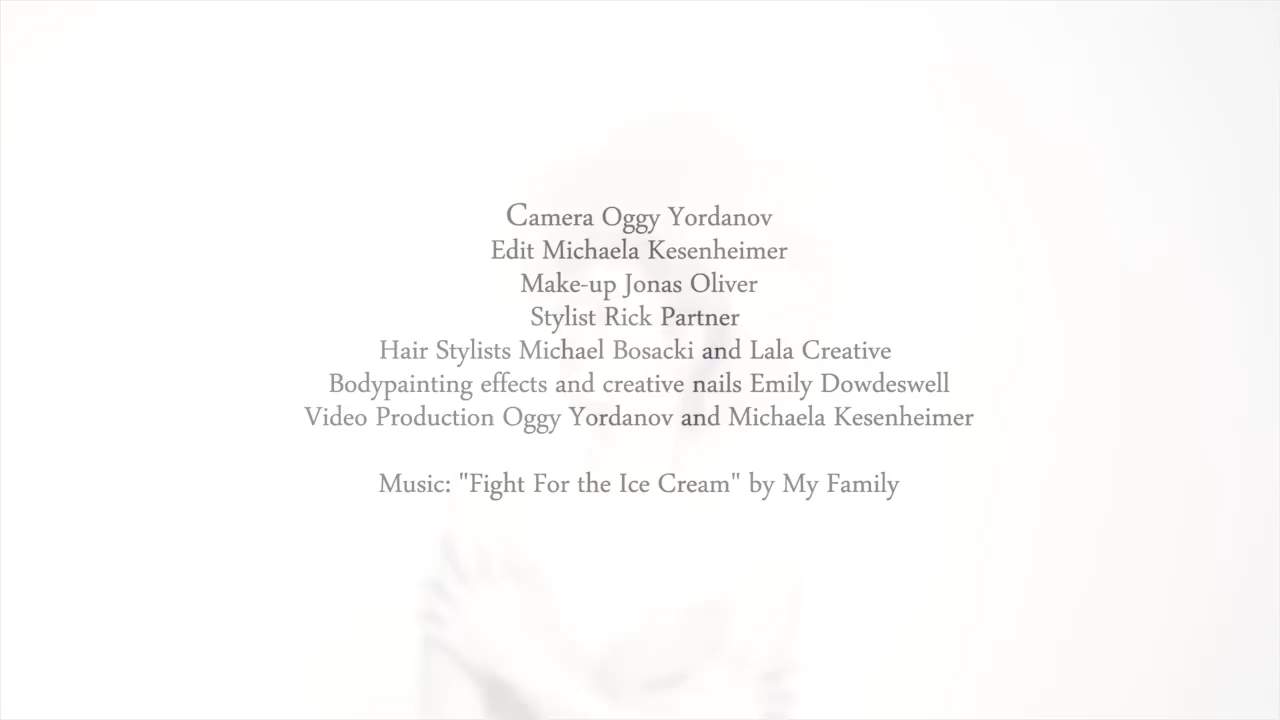 Camera Oggy Yordanov
Edit Michaela Kesenheimer
Make-up Jonas Oliver
Stylist Rick Partner
Hair Stylists Michael Bosacki and Lala Creative
Bodypainting effects and creative nails Emily Dowdeswell
Video Production Oggy Yordanov and Michaela Kesenheimer
Music: "Fight For the Ice Cream" by My Family